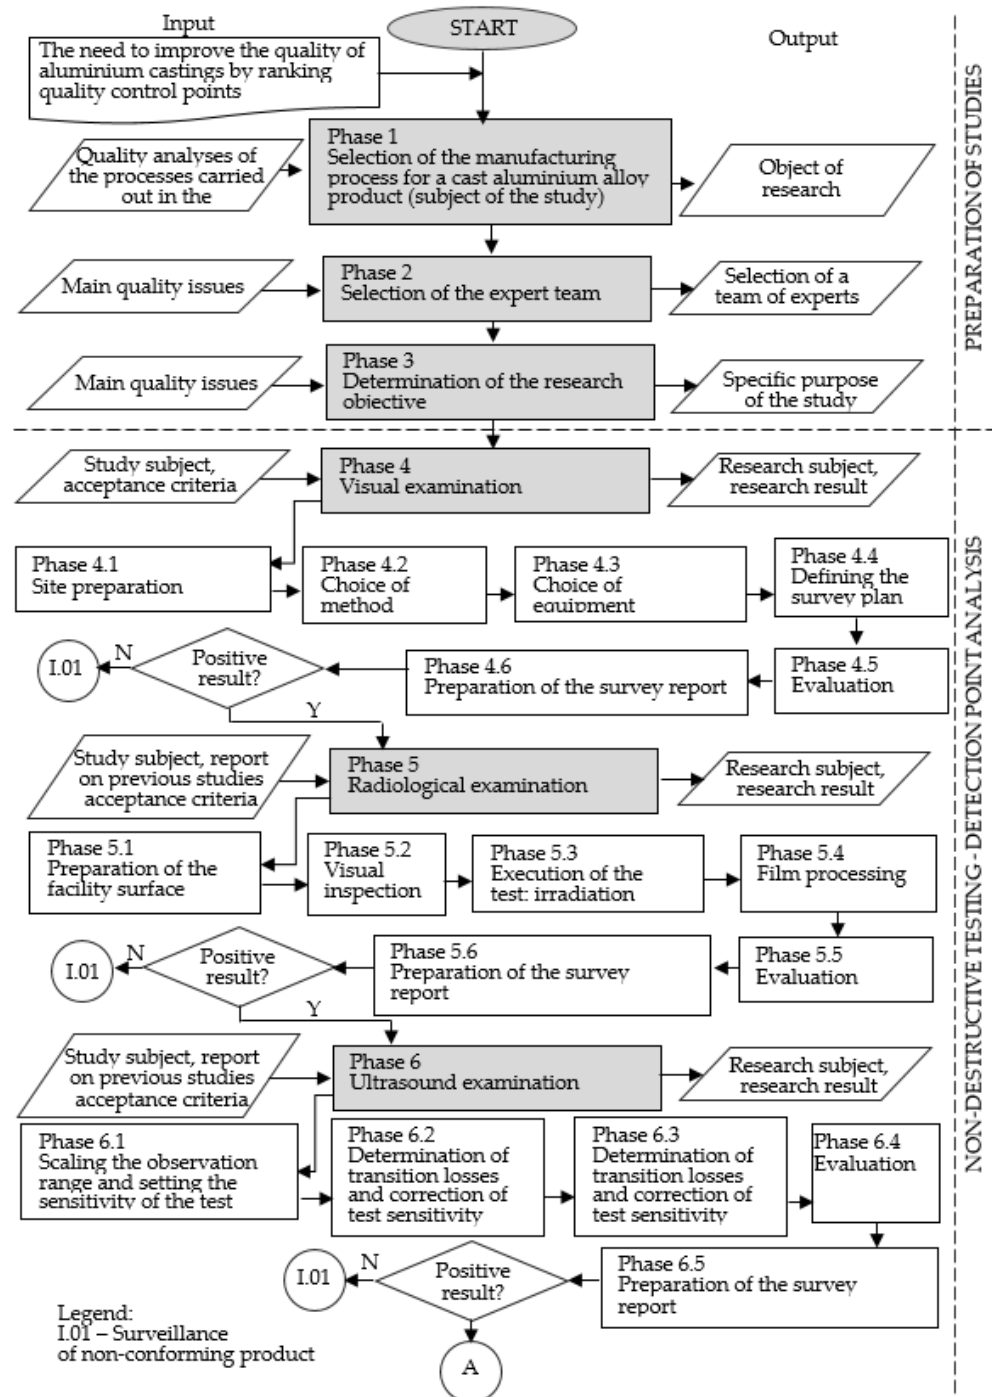 Input
START
Output
The need to improve the quality of
aluminium castings by ranking
quality control points
Phase 1
Selection of the manufacturing
process for a cast aluminium alloy
product (subject of the study)
Quality analyses of
the processes carried
out in the
Object of
research
Phase 2
Selection of the expert team
Main quality issues
Selection of a
team of experts
Phase 3
Determination of the research
objective
Main quality issues
Specific purpose
of the study
PREPARATION OF STUDIES
Study subject,
acceptance criteria
Phase 4
Visual examination
Research subject,
research result
Phase 4.1
Site preparation
Phase 4.2
Choice of
method
Phase 4.3
Choice of
equipment
Phase 4.4
Defining the
survey plan
I.01
N
Positive
result?
Phase 4.6
Preparation of the survey report
Phase 4.5
Evaluation
Y
Study subject, report
on previous studies
acceptance criteria
Phase 5
Radiological examination
Research subject,
research result
Phase 5.1
Preparation of the
facility surface
Phase 5.2
Visual
inspection
Phase 5.3
Execution of the
test: irradiation
Phase 5.4
Film processing
I.01
N
Positive
result?
Phase 5.6
Preparation of the survey
report
Phase 5.5
Evaluation
Y
Study subject, report
on previous studies
acceptance criteria
Phase 6
Ultrasound examination
Research subject,
research result
Phase 6.1
Scaling the observation
range and setting the
sensitivity of the test
Phase 6.2
Determination of
transition losses
and correction of
test sensitivity
Phase 6.3
Determination of
transition losses
and correction of
test sensitivity
Phase 6.4
Evaluation
I.01
N
Positive
result?
Phase 6.5
Preparation of the survey
report
A
NON-DESTRUCTIVE TESTING - DETECTION POINT ANALYSIS
Legend:
I.01 – Surveillance
of non-conforming product